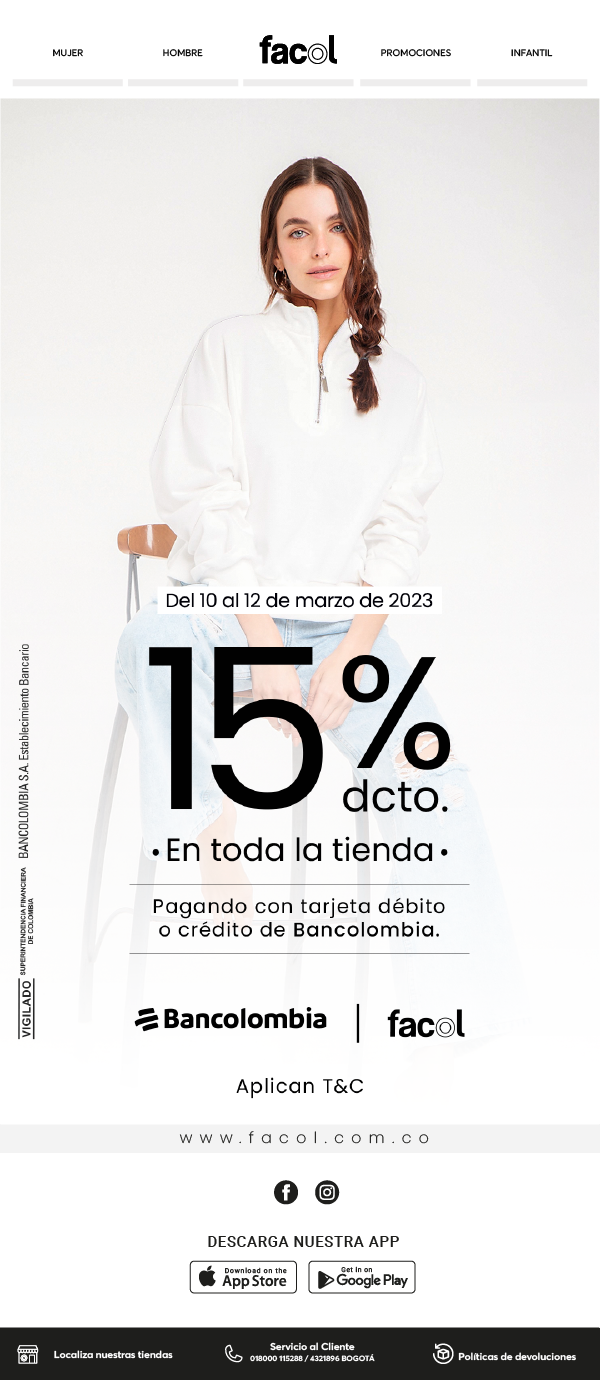 MUJER
HOMBRE
facol
PROMOCIONES
INFANTIL
Del 10 al 12 de marzo de 2023
15%
dcto.
• En toda la tienda •
Pagando con tarjeta débito
o crédito de Bancolombia.
Bancolombia | facol
VIGILADO
SUPERINTENDENCIA FINANCIERA
DE COLOMBIA
BANCOLOMBIA S.A. Establecimiento Bancario
Aplican T&C
www.facol.com.co
DESCARGA NUESTRA APP
Download on the
App Store
Get in on
Google Play
Localiza nuestras tiendas
Servicio al Cliente
018000 115288 / 4321896 BOGOTÁ
Políticas de devoluciones